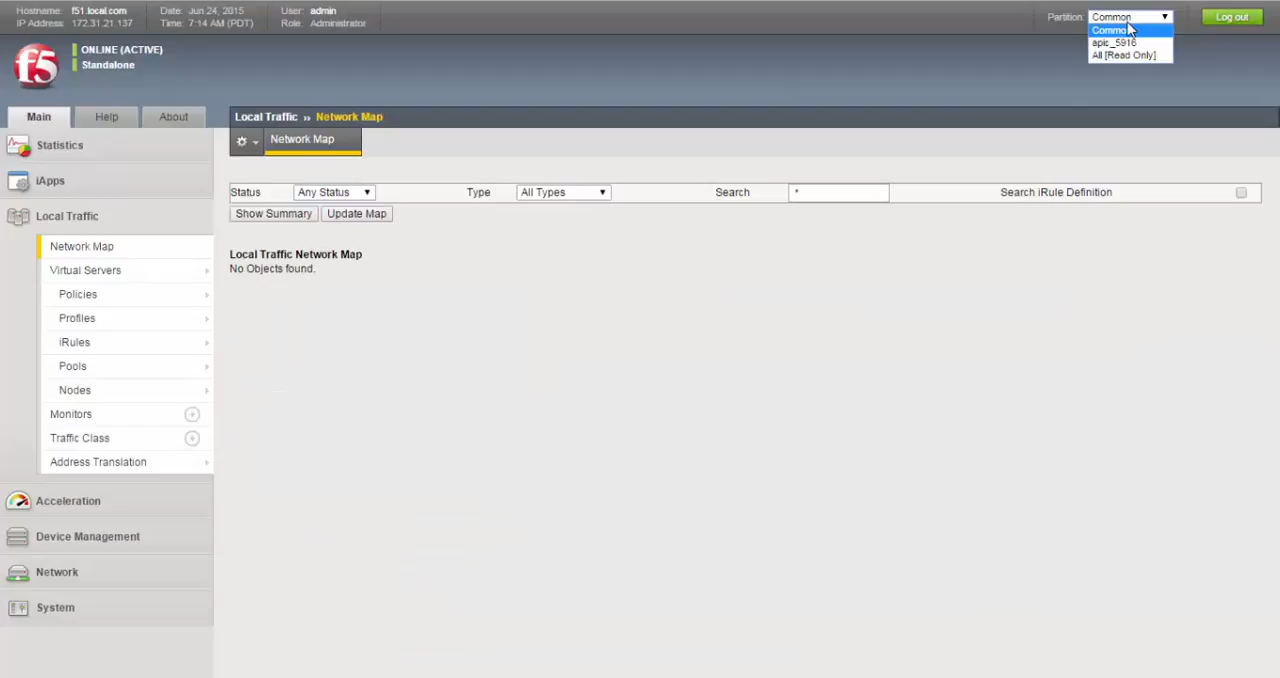 Hostname: f51.local.com
IP Address: 172.31.21.137
Date: Jun 24, 2015
Time: 7:14 AM (PDT)
User: admin
Role: Administrator
Partition: Common
Log out
Common
apic_5916
All [Read Only]
f5
ONLINE (ACTIVE)
Standalone
Main
Help
About
Local Traffic ›› Network Map
Network Map
Statistics
iApps
Local Traffic
Network Map
Virtual Servers
Policies
Profiles
iRules
Pools
Nodes
Monitors
Traffic Class
Address Translation
Acceleration
Device Management
Network
System
Status Any Status Type All Types Search * Search iRule Definition
Show Summary Update Map
Local Traffic Network Map
No Objects found.